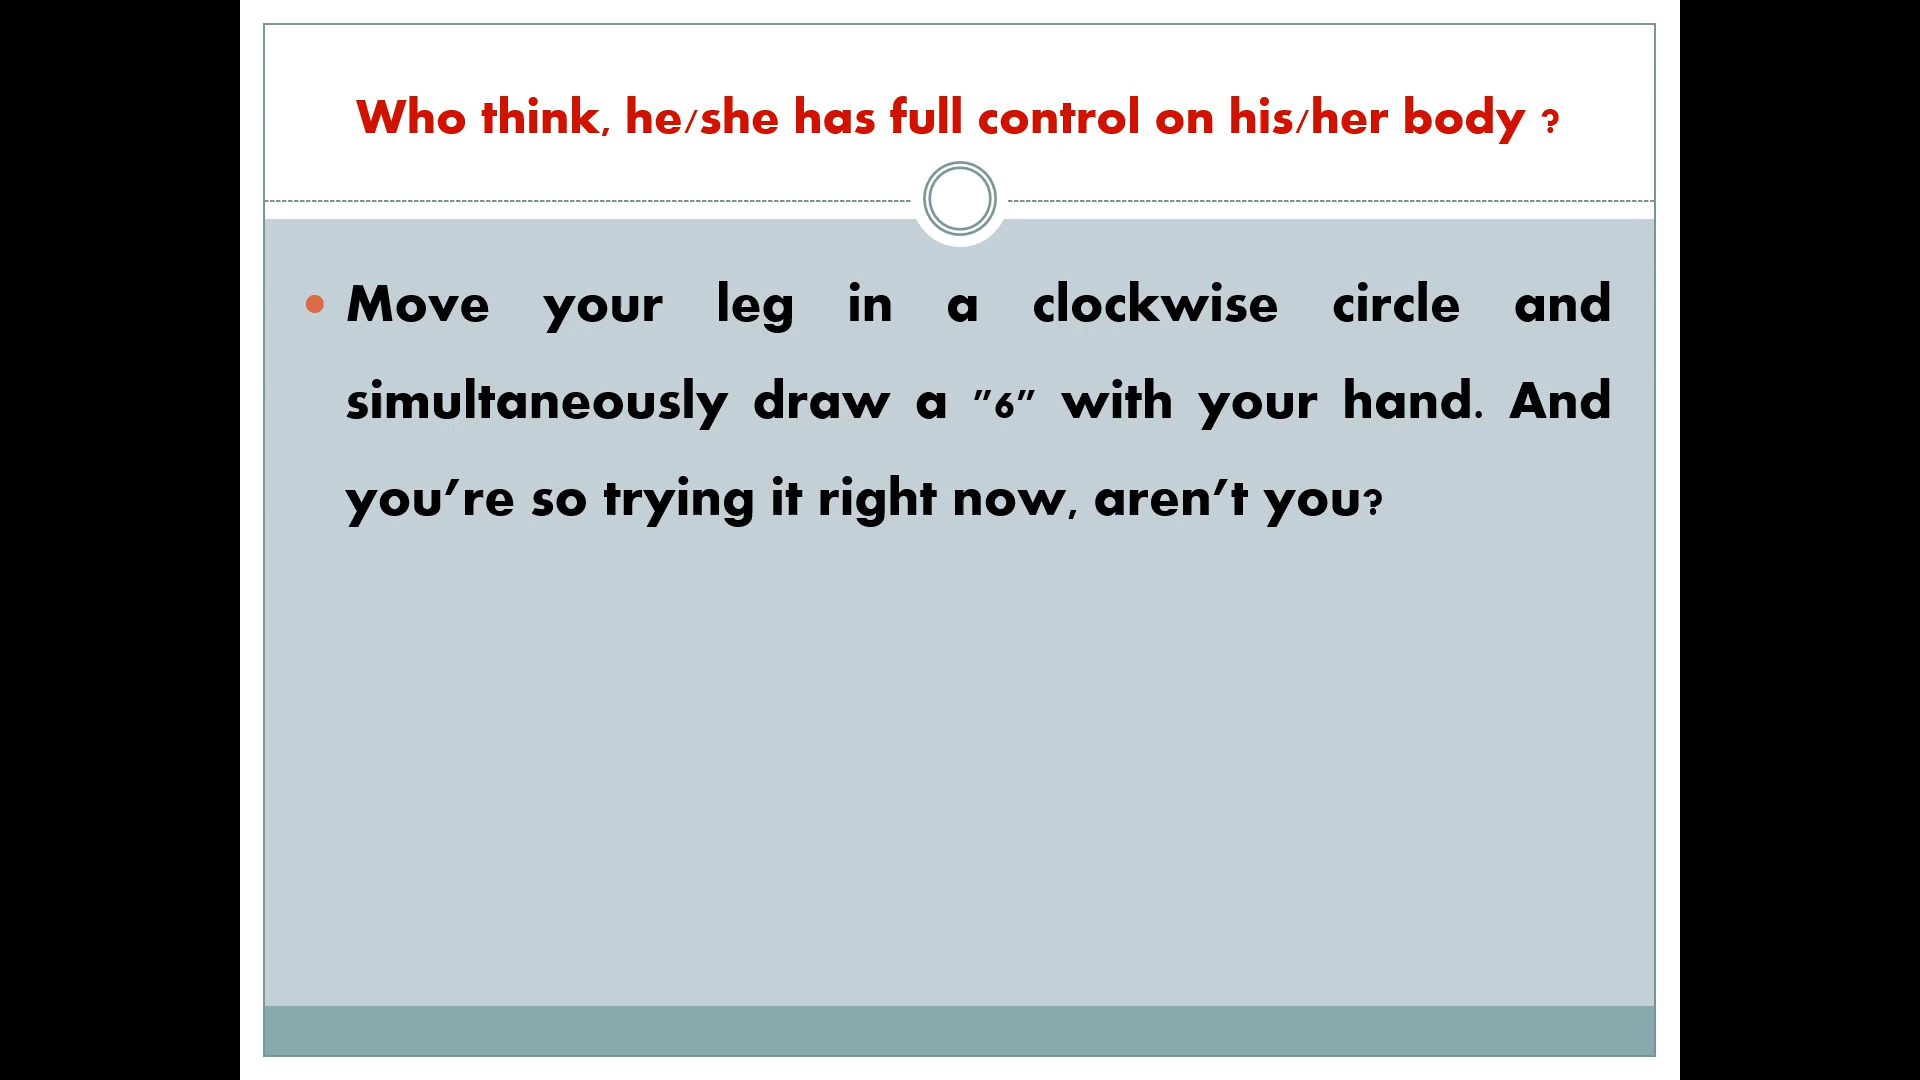 Who think, he/she has full control on his/her body ?
Move your leg in a clockwise circle and
simultaneously draw a ”6” with your hand. And
you’re so trying it right now, aren’t you?